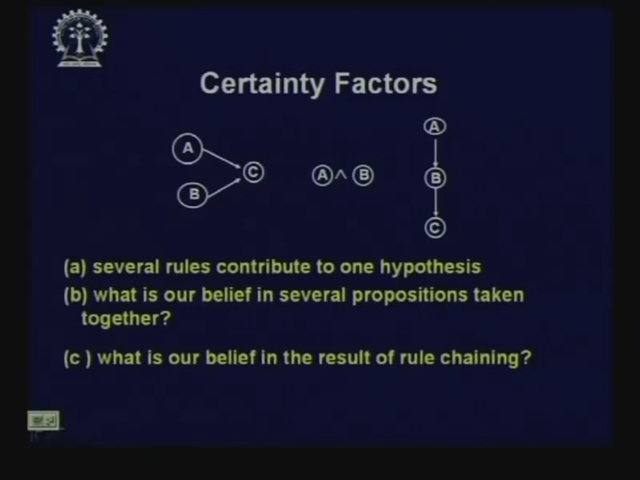 Certainty Factors
A
B
C
A ^ B
A
B
C
(a) several rules contribute to one hypothesis
(b) what is our belief in several propositions taken
together?
(c ) what is our belief in the result of rule chaining?